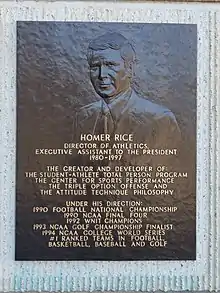 HOMER RICE
DIRECTOR OF ATHLETICS,
EXECUTIVE ASSISTANT TO THE PRESIDENT
1980-1997
THE CREATOR AND DEVELOPER OF
THE STUDENT-ATHLETE TOTAL PERSON PROGRAM
THE CENTER FOR SPORTS PERFORMANCE
THE TRIPLE OPTION OFFENSE AND
THE ATTITUDE TECHNIQUE PHILOSOPHY.
UNDER HIS DIRECTION:
1990 FOOTBALL NATIONAL CHAMPIONSHIP
1990 NCAA FINAL FOUR
1992 WNIT CHAMPIONS
1993 NCAA GOLF CHAMPIONSHIP FINALIST
1994 NCAA COLLEGE WORLD SERIES
#1 RANKED TEAMS IN FOOTBALL,
BASKETBALL, BASEBALL AND GOLF